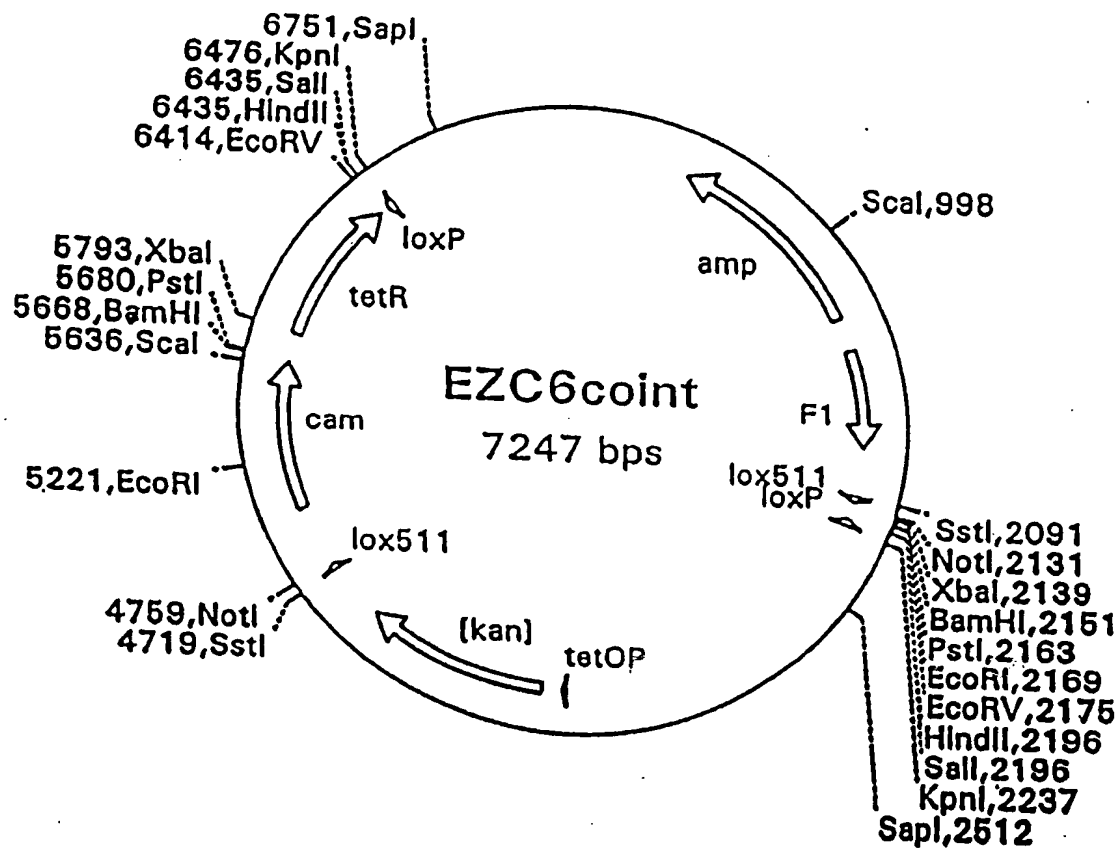 6751,SapI
6476,KpnI
6435,SalI
6435,HindII
6414,EcoRV
ScaI,998
loxP
amp
5793,XbaI
5680,PstI
5668,BamHI
5636,ScaI
tetR
EZC6coint
7247 bps
cam
F1
5221,EcoRI
lox511
loxP
lox511
SstI,2091
NotI,2131
XbaI,2139
BamHI,2151
PstI,2163
EcoRI,2169
EcoRV,2175
HindII,2196
SalI,2196
KpnI,2237
SapI,2512
4759,NotI
4719,SstI
[kan]
tetOP